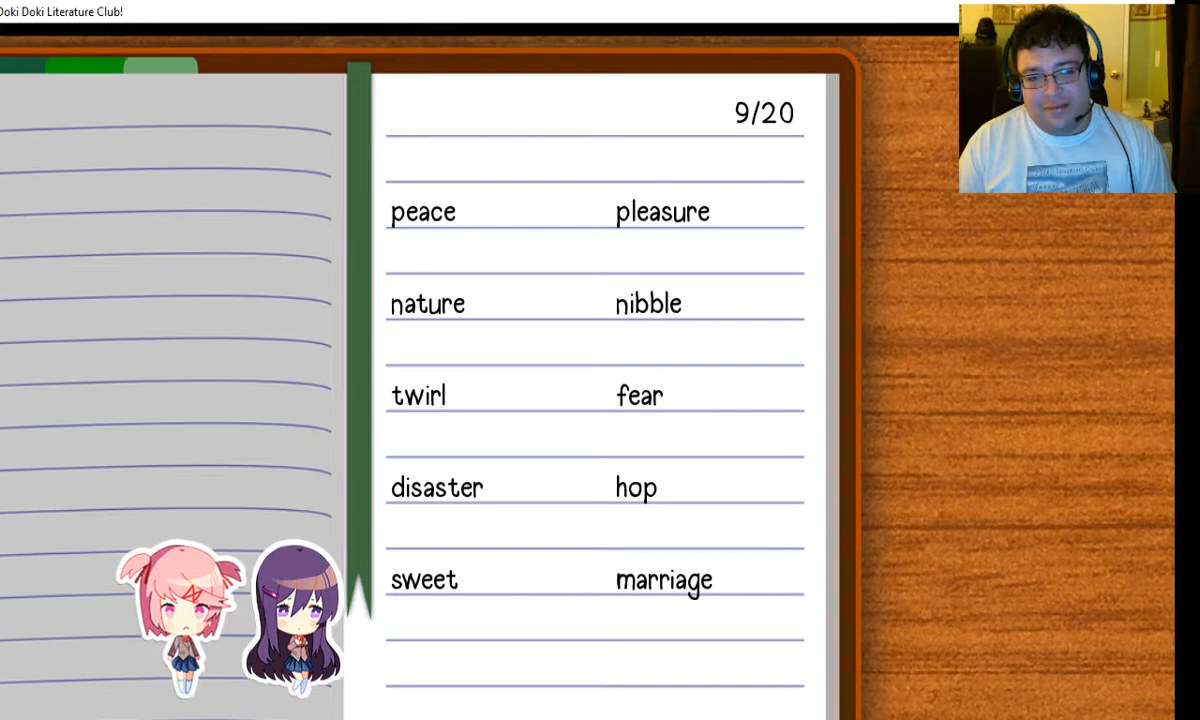 Doki Doki Literature Club!
9/20
peace pleasure
nature nibble
twirl fear
disaster hop
sweet marriage